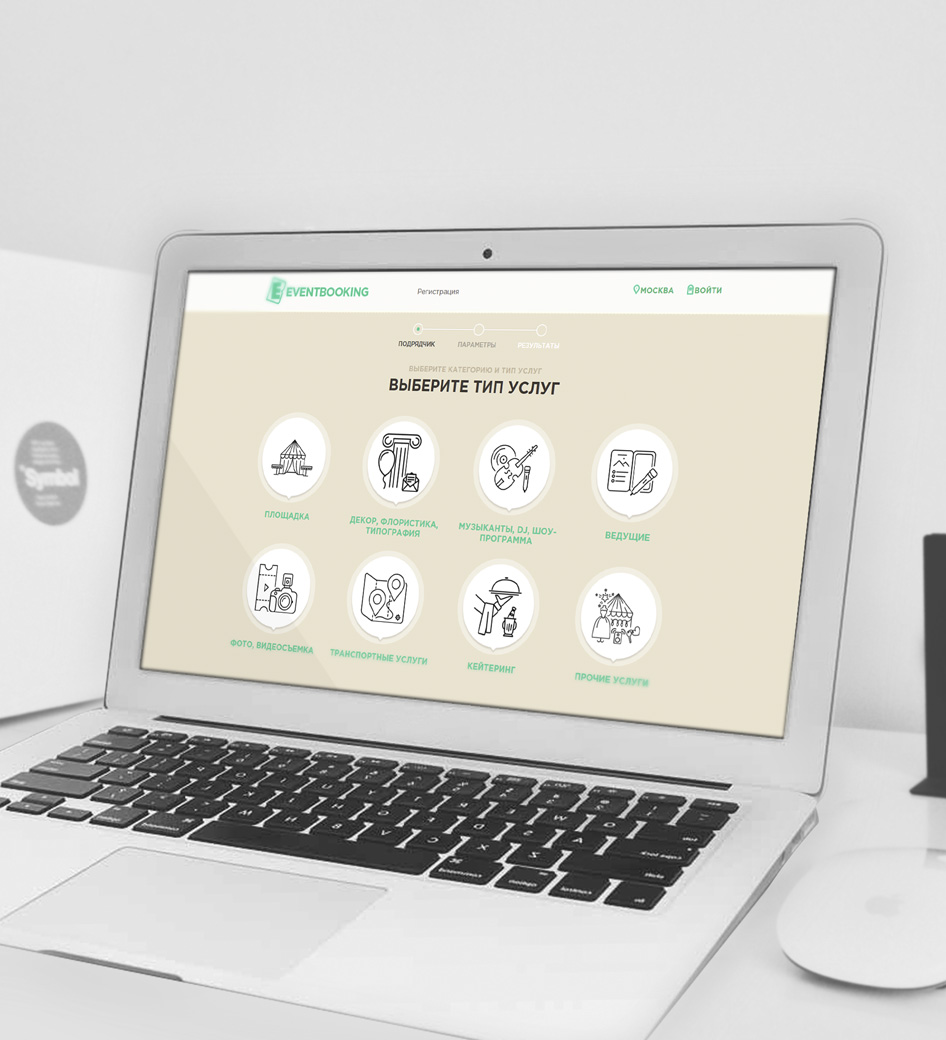 EVENTBOOKING
Регистрация
МОСКВА
ВОЙТИ
ПОДРЯДЧИК
ПАРАМЕТРЫ
РЕЗУЛЬТАТЫ
ВЫБЕРИТЕ КАТЕГОРИЮ И ТИП УСЛУГ
ВЫБЕРИТЕ ТИП УСЛУГ
ПЛОЩАДКА
ДЕКОР, ФЛОРИСТИКА,
ТИПОГРАФИЯ
МУЗЫКАНТЫ, DJ, ШОУ-
ПРОГРАММА
ВЕДУЩИЕ
ФОТО, ВИДЕОСЪЕМКА
ТРАНСПОРТНЫЕ УСЛУГИ
КЕЙТЕРИНГ
ПРОЧИЕ УСЛУГИ
Symbol